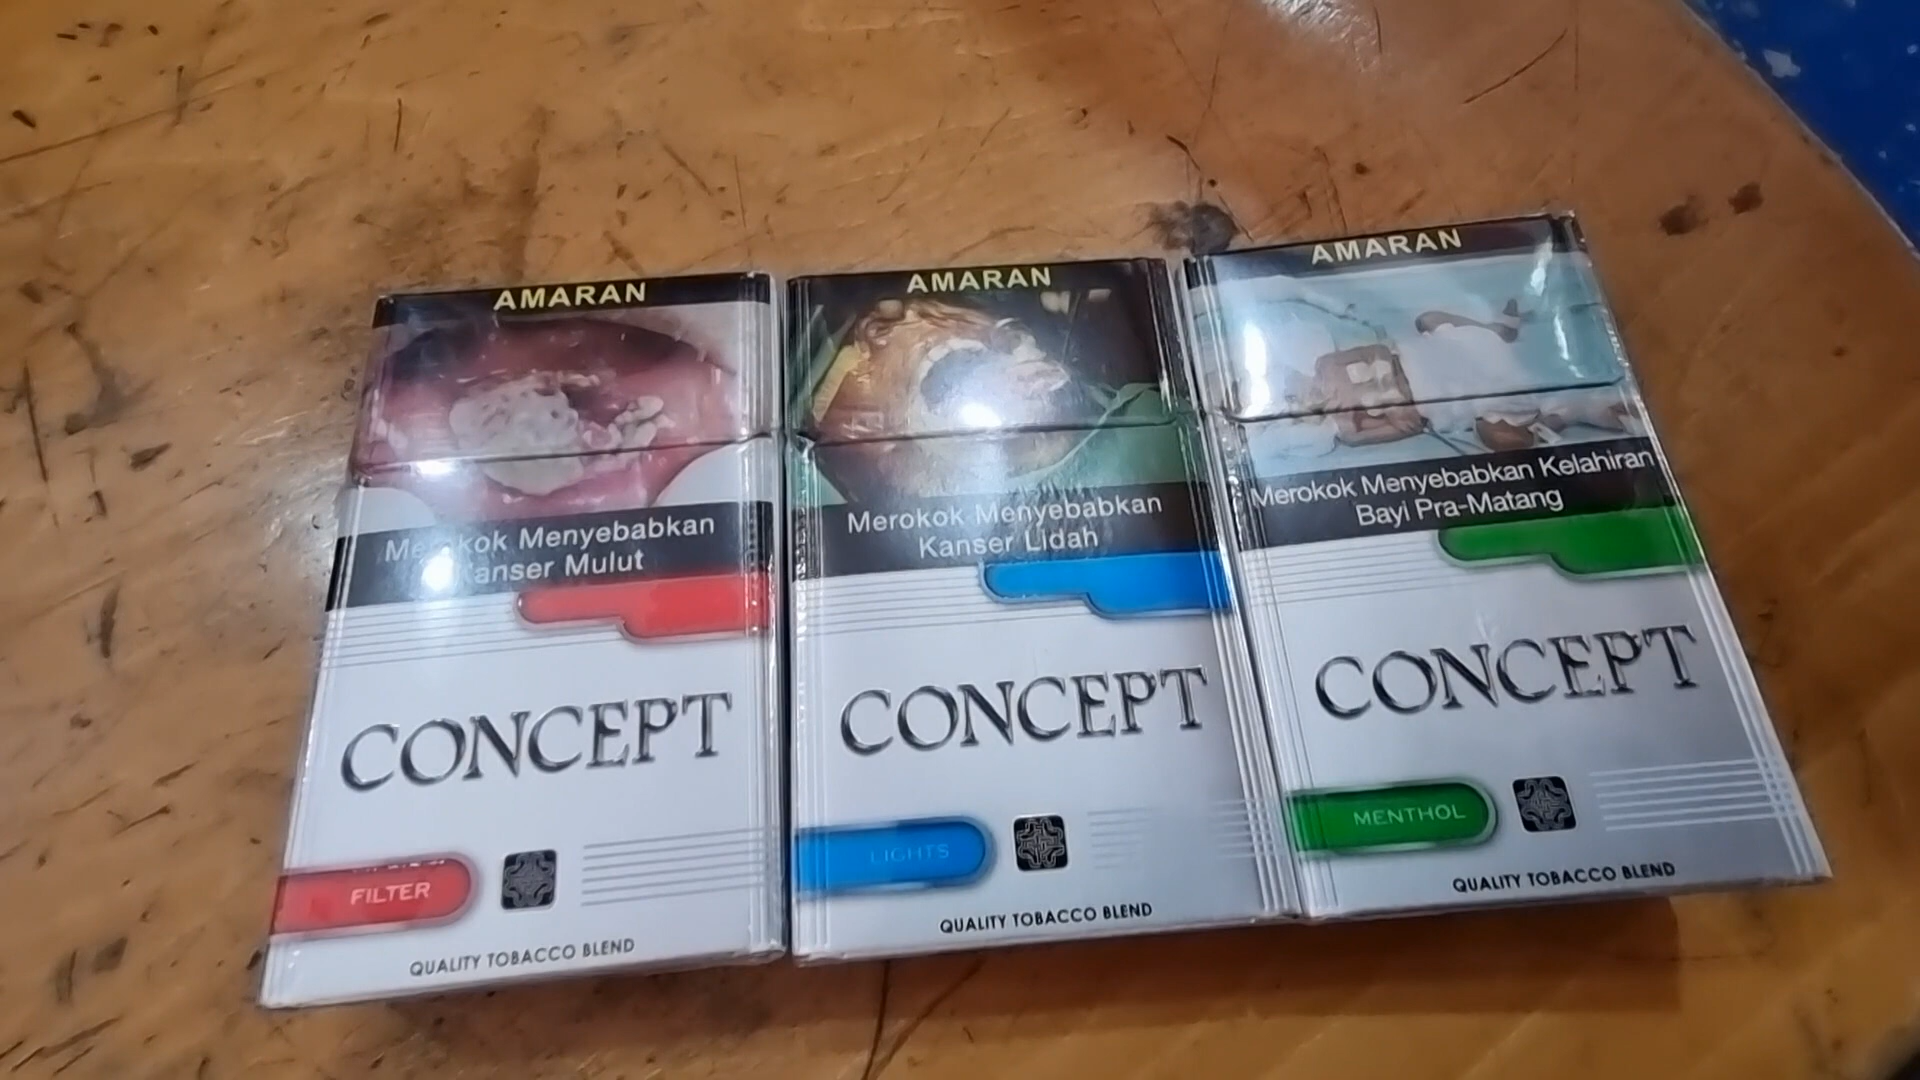 AMARAN
Merokok Menyebabkan
Kanser Mulut
CONCEPT
FILTER
QUALITY TOBACCO BLEND
AMARAN
Merokok Menyebabkan
Kanser Lidah
CONCEPT
LIGHTS
QUALITY TOBACCO BLEND
AMARAN
Merokok Menyebabkan Kelahiran
Bayi Pra-Matang
CONCEPT
MENTHOL
QUALITY TOBACCO BLEND